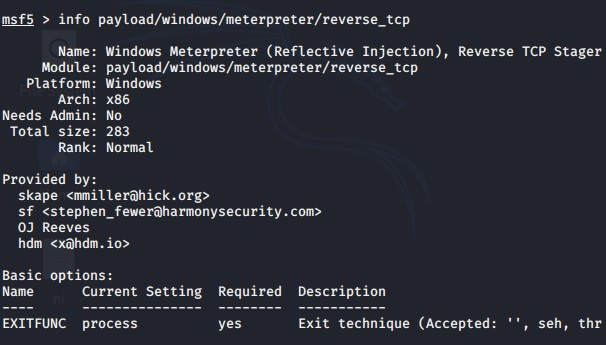 msf5 > info payload/windows/meterpreter/reverse_tcp
Name: Windows Meterpreter (Reflective Injection), Reverse TCP Stager
Module: payload/windows/meterpreter/reverse_tcp
Platform: Windows
Arch: x86
Needs Admin: No
Total size: 283
Rank: Normal
Provided by:
skape <mmiller@hick.org>
sf <stephen_fewer@harmonysecurity.com>
OJ Reeves
hdm <x@hdm.io>
Basic options:
Name Current Setting Required Description
---- --------------- -------- -----------
EXITFUNC process yes Exit technique (Accepted: '', seh, thr